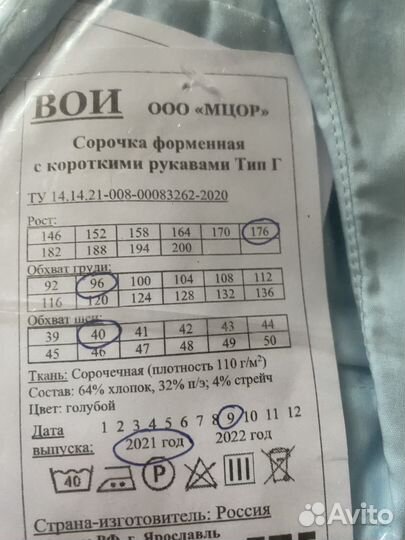 ВОИ ООО «МЦОР»
Сорочка форменная
с короткими рукавами Тип Г
ТУ 14.14.21-008-00083262-2020
Рост:
146 152 158 164 170 176
182 188 194 200
Обхват груди:
92 96 100 104 108 112
116 120 124 128 132 136
Обхват шеи:
39 40 41 42 43 44
45 46 47 48 49 50
Ткань: Сорочечная (плотность 110 г/м²)
Состав: 64% хлопок, 32% п/э; 4% стрейч
Цвет: голубой
Дата 1 2 3 4 5 6 7 8 9 10 11 12
выпуска: 2021 год 2022 год
40 P
Страна-изготовитель: Россия
РФ, г. Ярославль
Avito